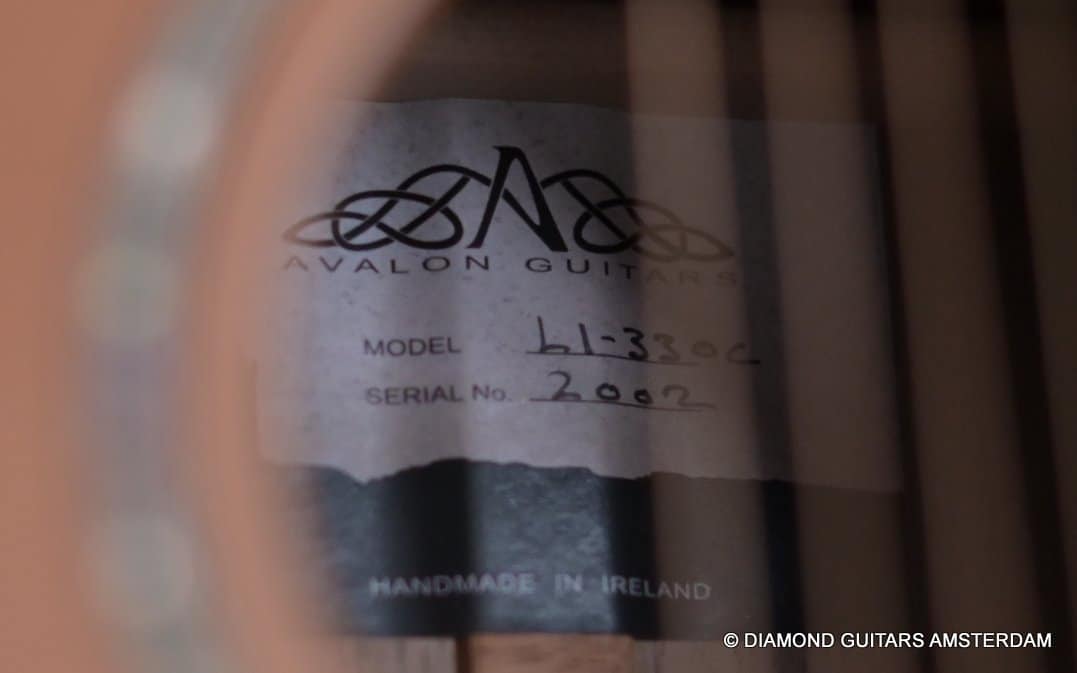 A
AVALON GUITARS
MODEL L1-330C
SERIAL No. 2002
HANDMADE IN IRELAND
© DIAMOND GUITARS AMSTERDAM